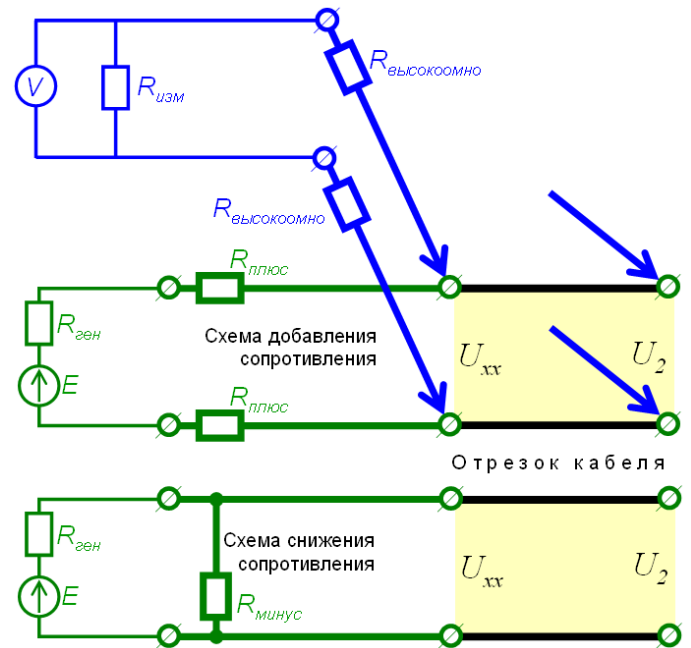 V
Rизм
Rвысокоомно
Rвысокоомно
Rплюс
Rген
E
Схема добавления
сопротивления
Rплюс
Uxx
U2
Отрезок кабеля
Rген
E
Схема снижения
сопротивления
Rминус
Uxx
U2